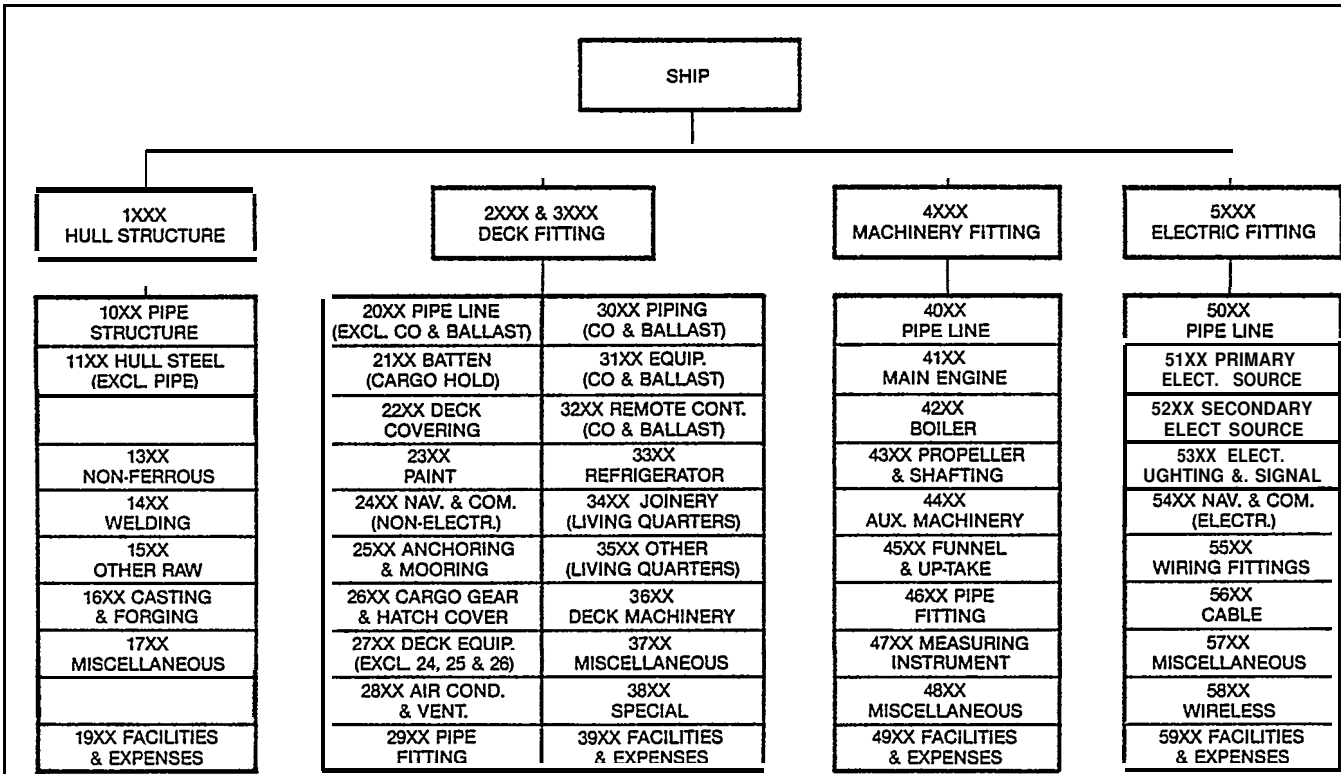 SHIP
1XXX
HULL STRUCTURE
2XXX & 3XXX
DECK FITTING
4XXX
MACHINERY FITTING
5XXX
ELECTRIC FITTING
10XX PIPE
STRUCTURE
11XX HULL STEEL
(EXCL. PIPE)
13XX
NON-FERROUS
14XX
WELDING
15XX
OTHER RAW
16XX CASTING
& FORGING
17XX
MISCELLANEOUS
19XX FACILITIES
& EXPENSES
20XX PIPE LINE
(EXCL. CO & BALLAST)
21XX BATTEN
(CARGO HOLD)
22XX DECK
COVERING
23XX
PAINT
24XX NAV. & COM.
(NON-ELECTR.)
25XX ANCHORING
& MOORING
26XX CARGO GEAR
& HATCH COVER
27XX DECK EQUIP.
(EXCL. 24, 25 & 26)
28XX AIR COND.
& VENT.
29XX PIPE
FITTING
30XX PIPING
(CO & BALLAST)
31XX EQUIP.
(CO & BALLAST)
32XX REMOTE CONT.
(CO & BALLAST)
33XX
REFRIGERATOR
34XX JOINERY
(LIVING QUARTERS)
35XX OTHER
(LIVING QUARTERS)
36XX
DECK MACHINERY
37XX
MISCELLANEOUS
38XX
SPECIAL
39XX FACILITIES
& EXPENSES
40XX
PIPE LINE
41XX
MAIN ENGINE
42XX
BOILER
43XX PROPELLER
& SHAFTING
44XX
AUX. MACHINERY
45XX FUNNEL
& UP-TAKE
46XX PIPE
FITTING
47XX MEASURING
INSTRUMENT
48XX
MISCELLANEOUS
49XX FACILITIES
& EXPENSES
50XX
PIPE LINE
51XX PRIMARY
ELECT. SOURCE
52XX SECONDARY
ELECT SOURCE
53XX ELECT.
UGHTING &. SIGNAL
54XX NAV. & COM.
(ELECTR.)
55XX
WIRING FITTINGS
56XX
CABLE
57XX
MISCELLANEOUS
58XX
WIRELESS
59XX FACILITIES
& EXPENSES